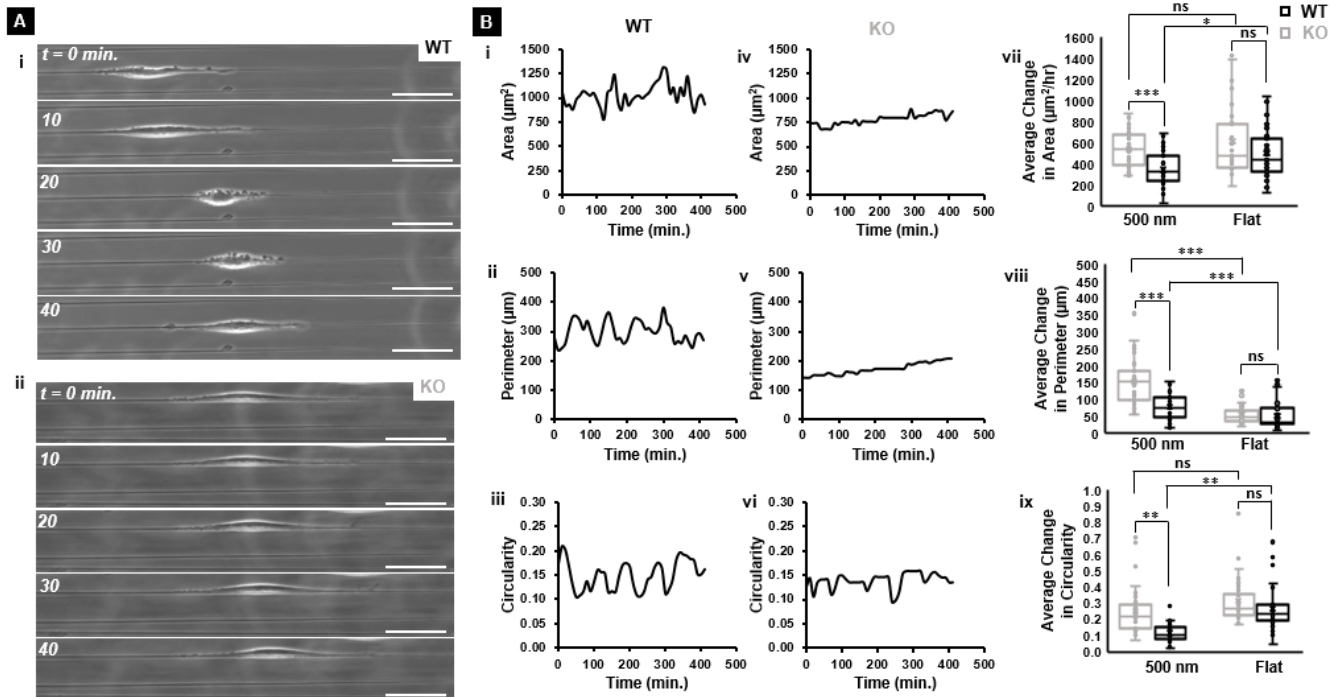 A
i
t = 0 min.
WT
10
20
30
40
ii
t = 0 min.
KO
10
20
30
40
B
WT
KO
i
Area (µm²)
1500
1250
1000
750
500
250
0
0 100 200 300 400 500
Time (min.)
iv
Area (µm²)
1500
1250
1000
750
500
250
0
0 100 200 300 400 500
Time (min.)
vii
WT
KO
ns
*
ns
***
Average Change
in Area (µm²/hr)
1600
1400
1200
1000
800
600
400
200
0
500 nm Flat
ii
Perimeter (µm)
500
400
300
200
100
0
0 100 200 300 400 500
Time (min.)
v
Perimeter (µm)
500
400
300
200
100
0
0 100 200 300 400 500
Time (min.)
viii
***
***
***
ns
Average Change
in Perimeter (µm)
500
450
400
350
300
250
200
150
100
50
0
500 nm Flat
iii
Circularity
0.30
0.25
0.20
0.15
0.10
0.05
0.00
0 100 200 300 400 500
Time (min.)
vi
Circularity
0.30
0.25
0.20
0.15
0.10
0.05
0.00
0 100 200 300 400 500
Time (min.)
ix
ns
**
ns
**
Average Change
in Circularity
1.0
0.9
0.8
0.7
0.6
0.5
0.4
0.3
0.2
0.1
0.0
500 nm Flat